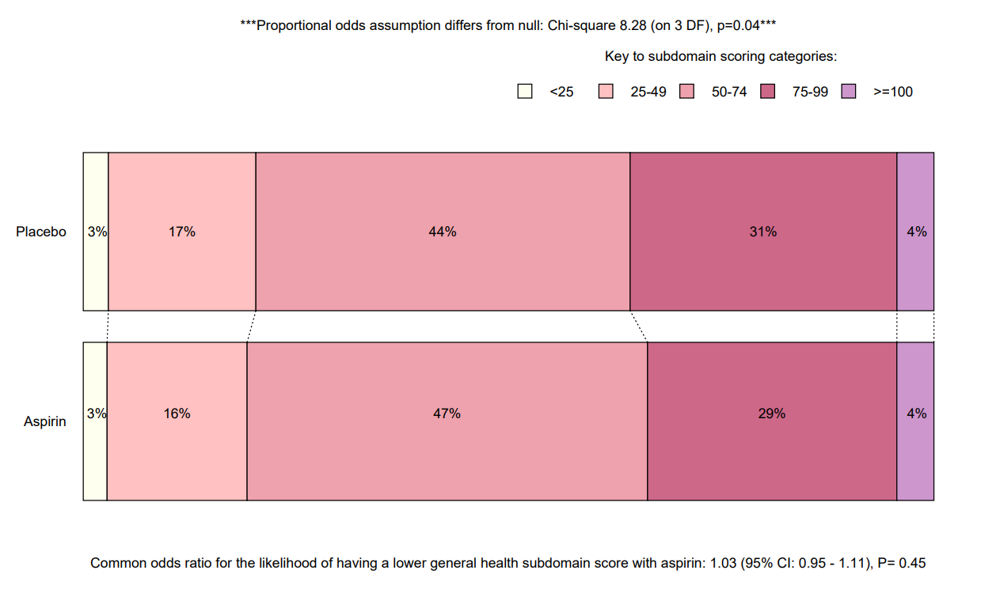 ***Proportional odds assumption differs from null: Chi-square 8.28 (on 3 DF), p=0.04***
Key to subdomain scoring categories:
<25 25-49 50-74 75-99 >=100
Placebo 3% 17% 44% 31% 4%
Aspirin 3% 16% 47% 29% 4%
Common odds ratio for the likelihood of having a lower general health subdomain score with aspirin: 1.03 (95% CI: 0.95 - 1.11), P= 0.45